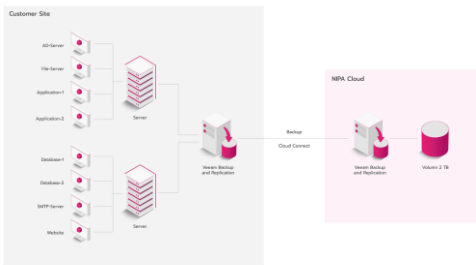 Customer Site
AD-Server
File-Server
Application-1
Application-2
Server
Database-1
Database-2
SMTP-Server
Website
Server
Veeam Backup
and Replication
Backup
Cloud Connect
NIPA Cloud
Veeam Backup
and Replication
Volume 2 TB